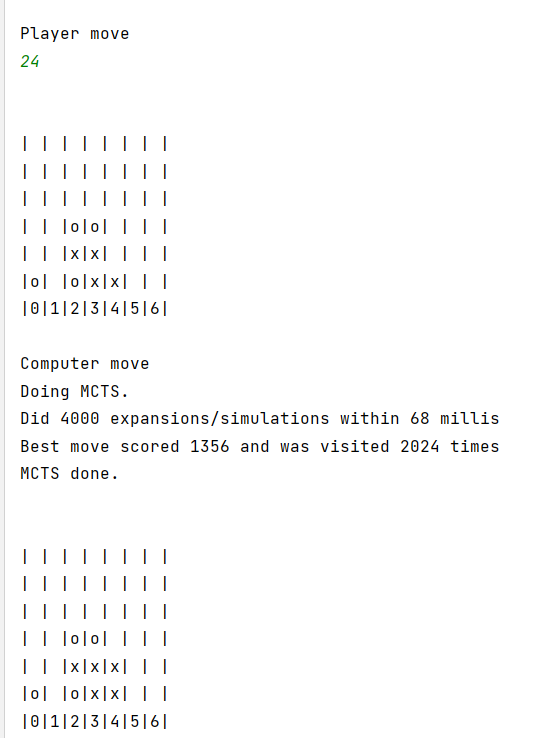 Player move
24
| | | | | | | |
| | | | | | | |
| | | | | | | |
| | |o|o| | | |
| | |x|x| | | |
|o| |o|x|x| | |
|0|1|2|3|4|5|6|
Computer move
Doing MCTS.
Did 4000 expansions/simulations within 68 millis
Best move scored 1356 and was visited 2024 times
MCTS done.
| | | | | | | |
| | | | | | | |
| | | | | | | |
| | |o|o| | | |
| | |x|x|x| | |
|o| |o|x|x| | |
|0|1|2|3|4|5|6|